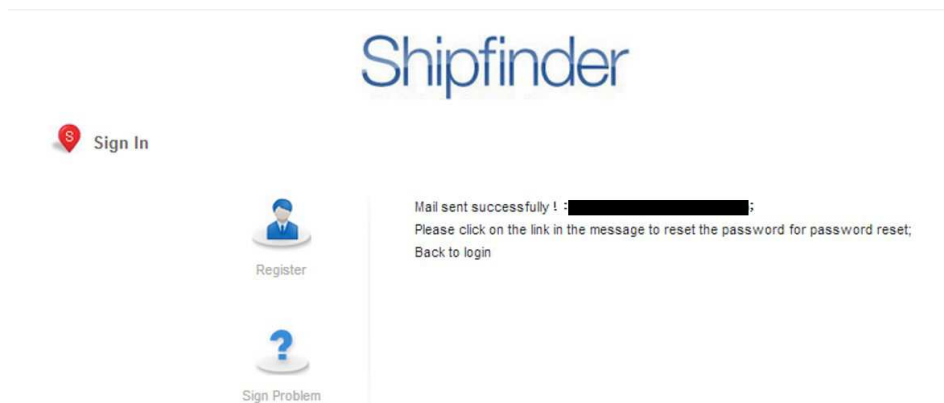 Shipfinder
S
Sign In
Register
Sign Problem
Mail sent successfully！:;
Please click on the link in the message to reset the password for password reset;
Back to login